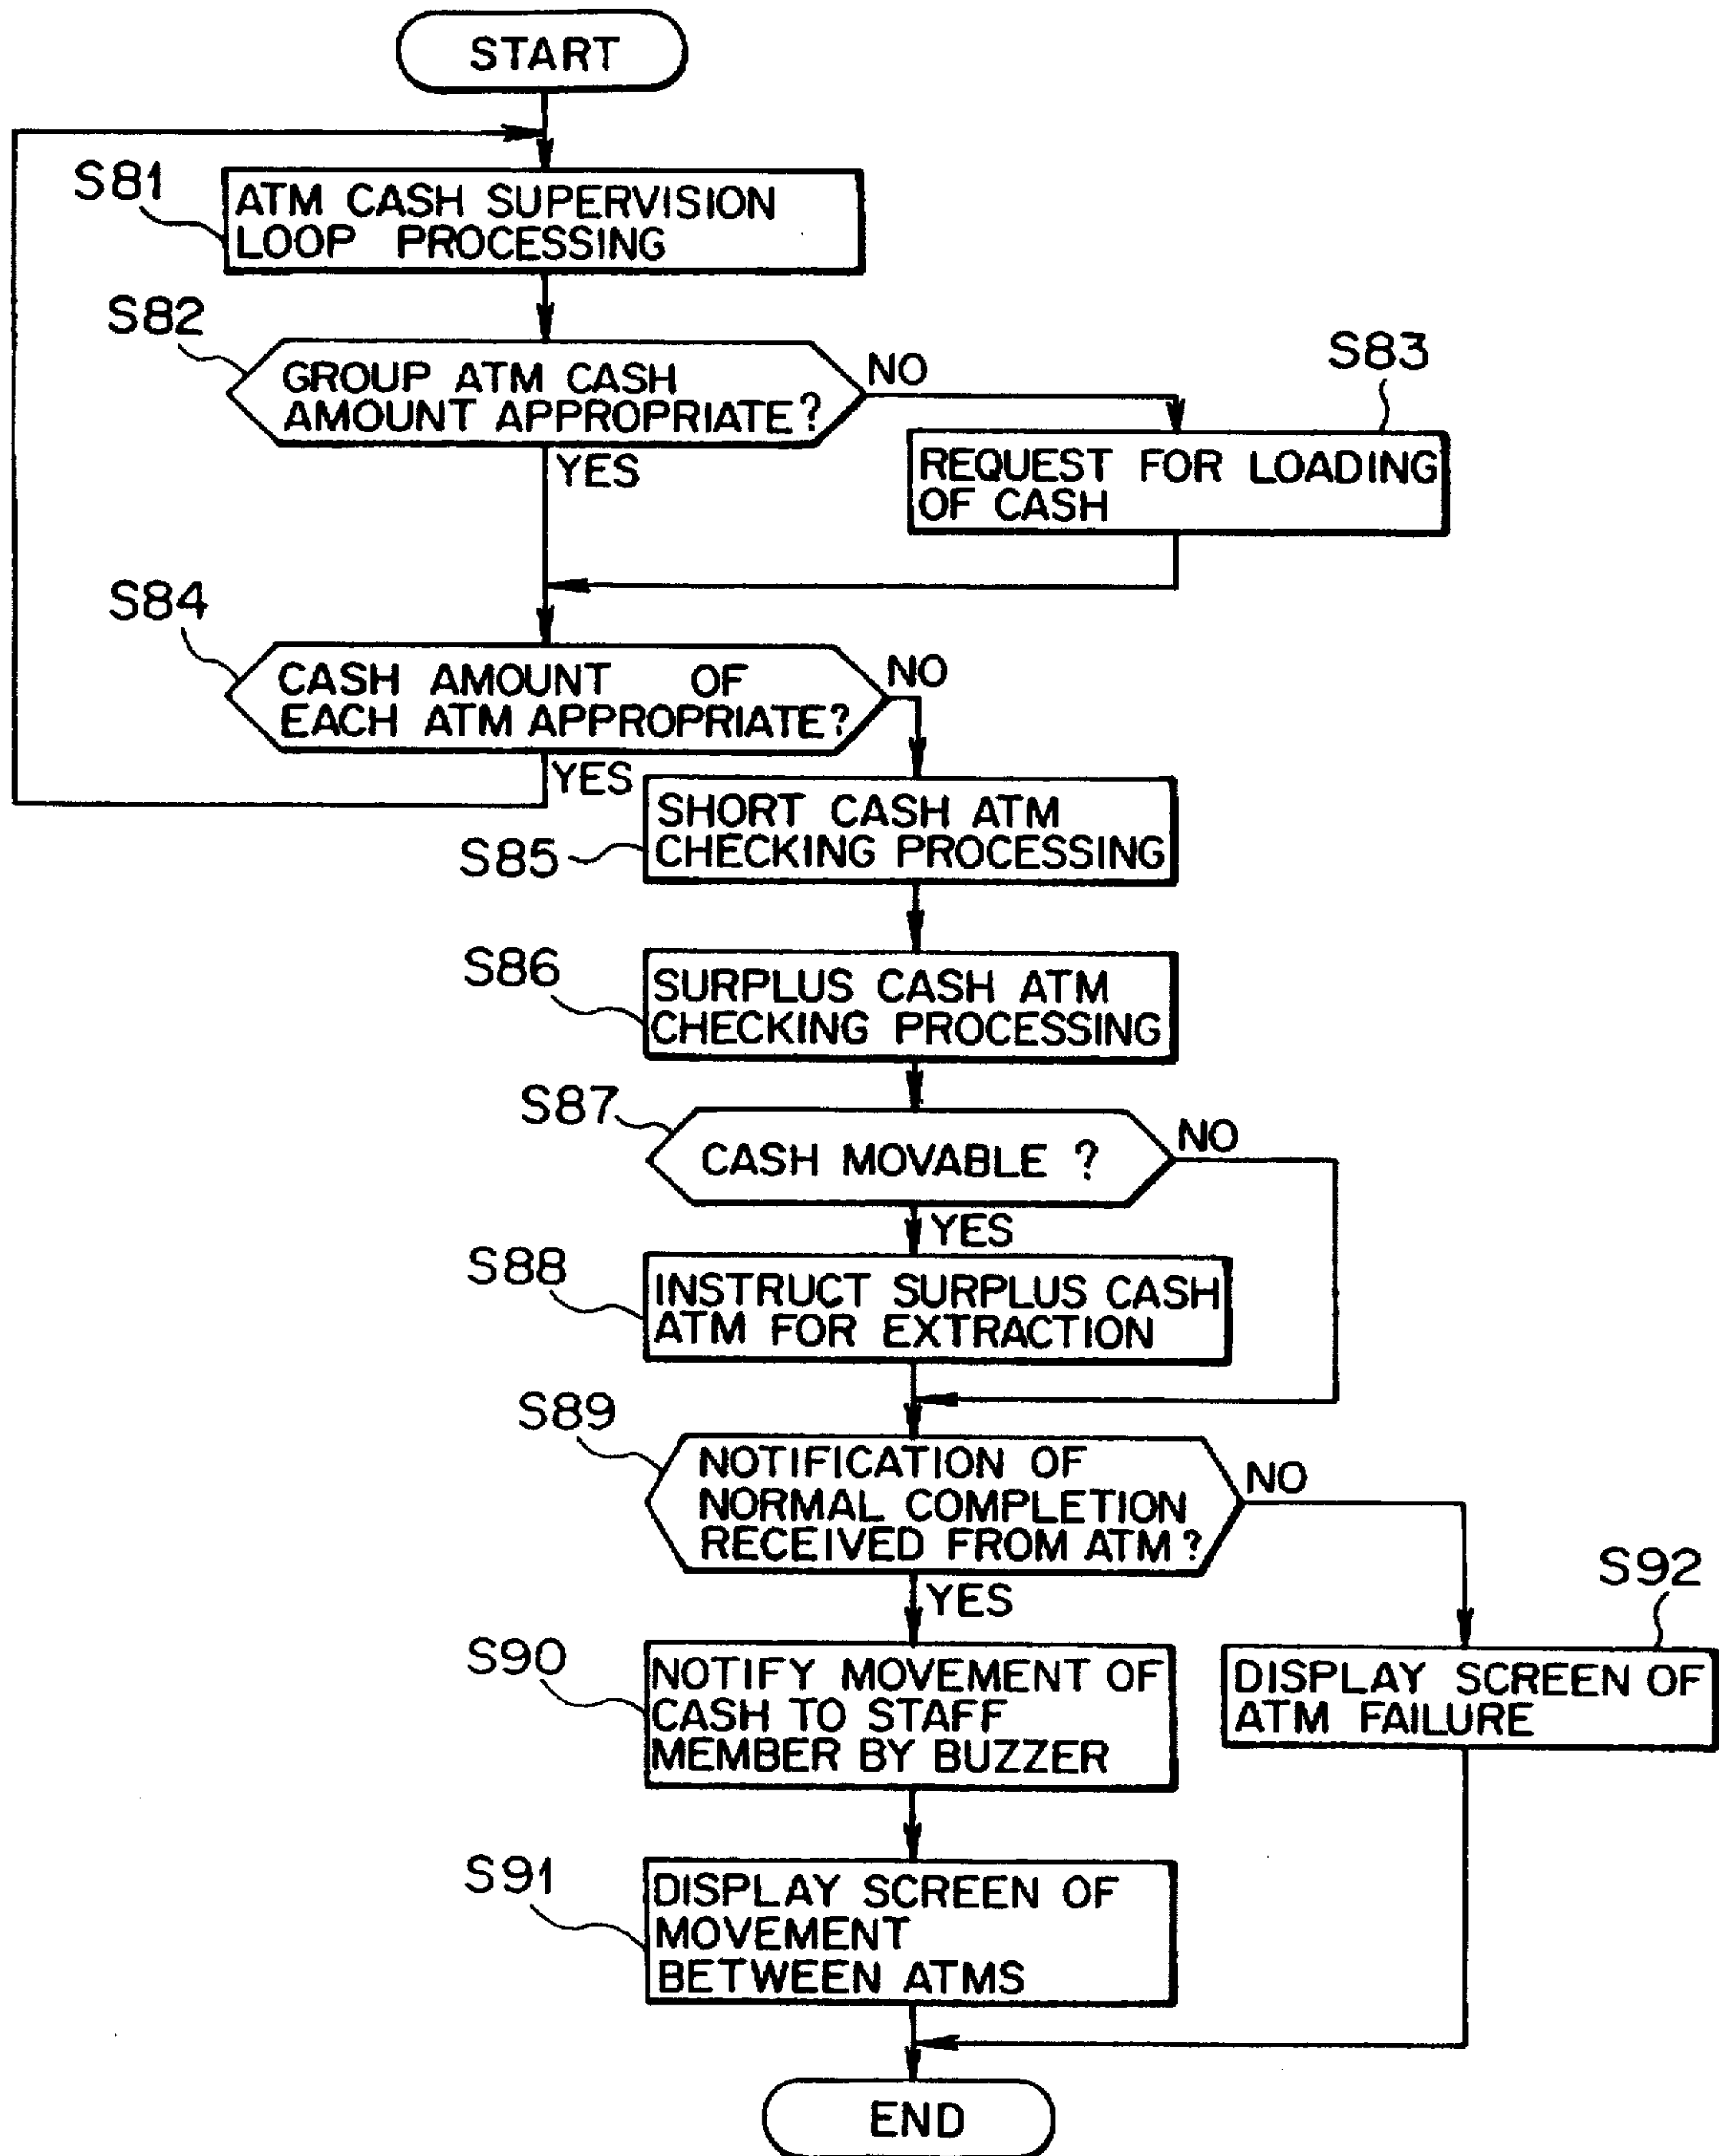 START
S81
ATM CASH SUPERVISION
LOOP PROCESSING
S82
GROUP ATM CASH
AMOUNT APPROPRIATE?
NO
YES
S83
REQUEST FOR LOADING
OF CASH
S84
CASH AMOUNT OF
EACH ATM APPROPRIATE?
NO
YES
S85
SHORT CASH ATM
CHECKING PROCESSING
S86
SURPLUS CASH ATM
CHECKING PROCESSING
S87
CASH MOVABLE ?
NO
YES
S88
INSTRUCT SURPLUS CASH
ATM FOR EXTRACTION
S89
NOTIFICATION OF
NORMAL COMPLETION
RECEIVED FROM ATM?
NO
YES
S90
NOTIFY MOVEMENT OF
CASH TO STAFF
MEMBER BY BUZZER
S92
DISPLAY SCREEN OF
ATM FAILURE
S91
DISPLAY SCREEN OF
MOVEMENT
BETWEEN ATMS
END